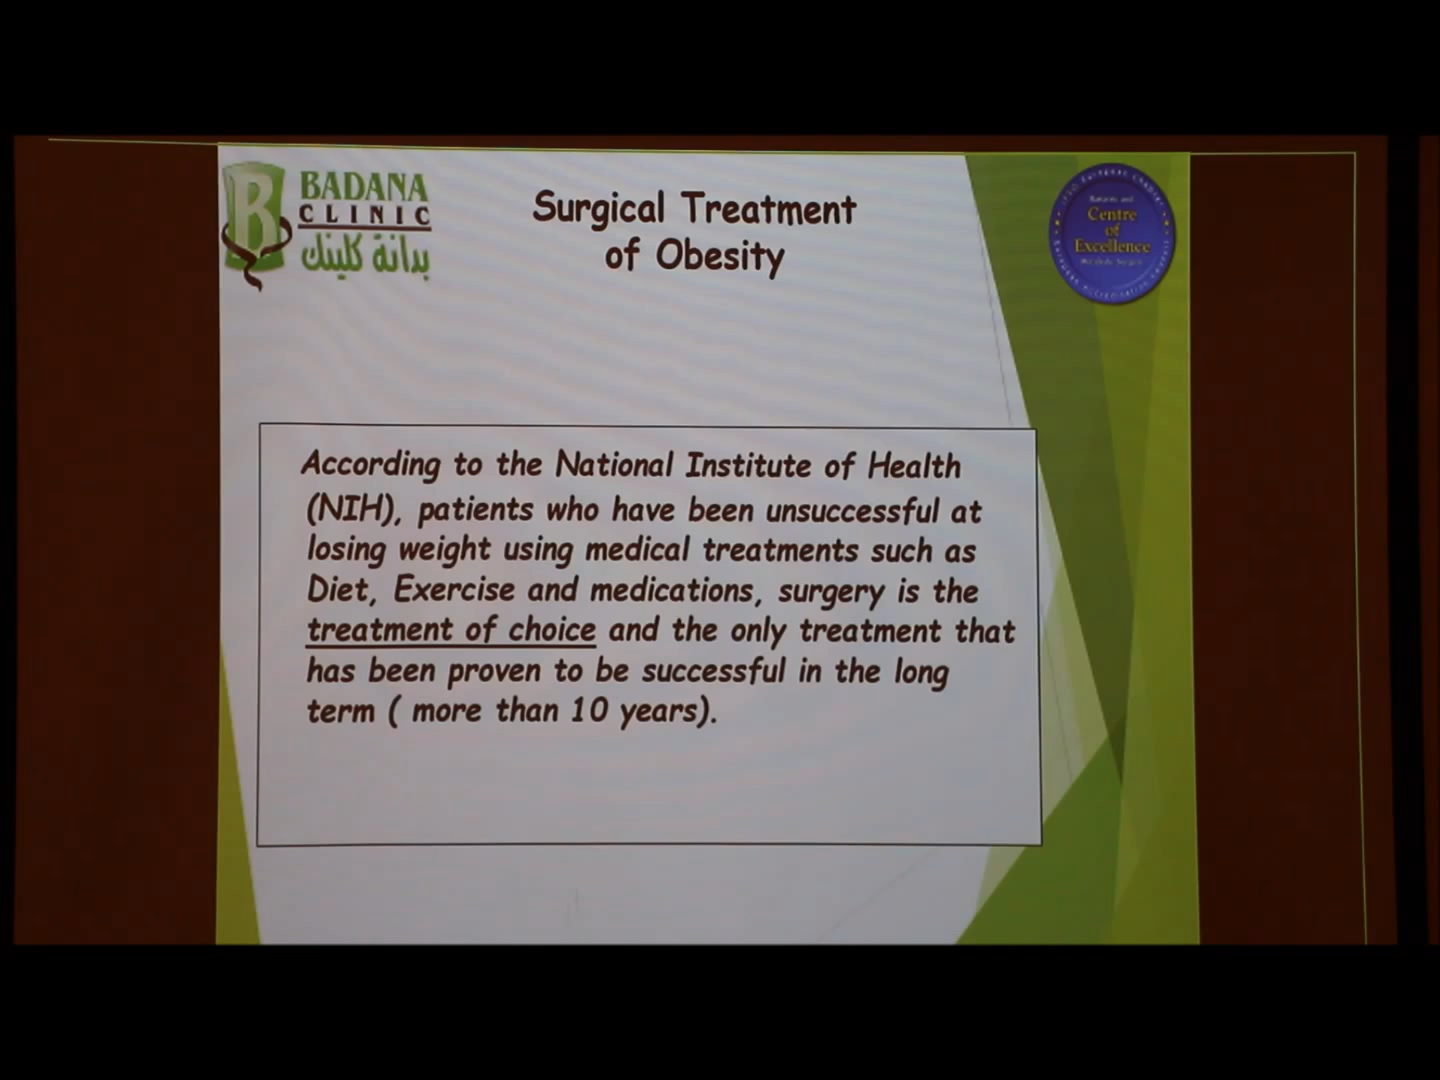 BADANA
CLINIC
بدانة كلينك
Surgical Treatment
of Obesity
Centre
of
Excellence
According to the National Institute of Health
(NIH), patients who have been unsuccessful at
losing weight using medical treatments such as
Diet, Exercise and medications, surgery is the
treatment of choice and the only treatment that
has been proven to be successful in the long
term ( more than 10 years).